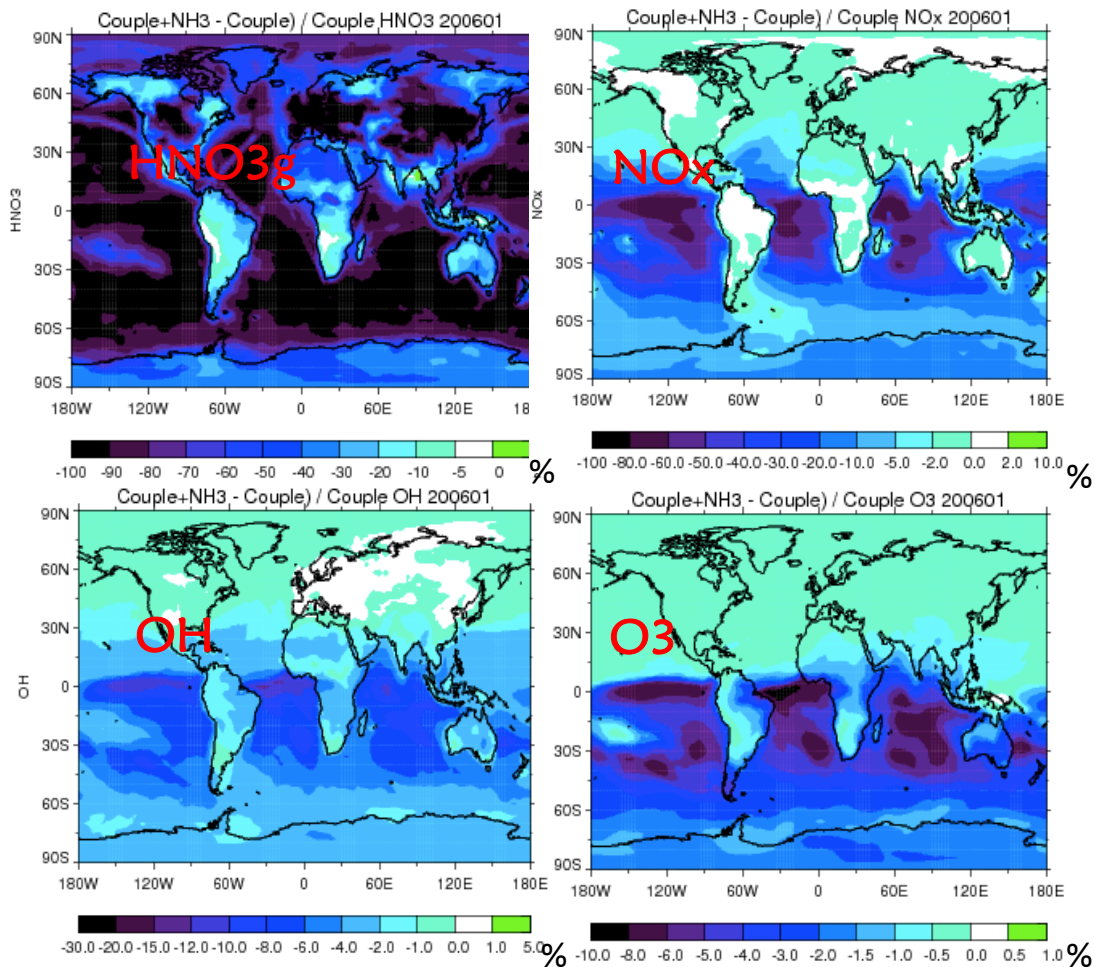 Couple+NH3 - Couple) / Couple HNO3 200601
90N
60N
30N
0
30S
60S
90S
HNO3
HNO3g
180W 120W 60W 0 60E 120E 18
-100 -90 -80 -70 -60 -50 -40 -30 -20 -10 -5 0 %
Couple+NH3 - Couple) / Couple NOx 200601
90N
60N
30N
0
30S
60S
90S
NOx
NOx
180W 120W 60W 0 60E 120E 180E
-100 -80.0 -60.0 -50.0 -40.0 -30.0 -20.0 -10.0 -5.0 -2.0 0.0 2.0 10.0 %
Couple+NH3 - Couple) / Couple OH 200601
90N
60N
30N
0
30S
60S
90S
OH
OH
180W 120W 60W 0 60E 120E 180E
-30.0 -20.0 -15.0 -12.0 -10.0 -8.0 -6.0 -4.0 -2.0 -1.0 0.0 1.0 5.0 %
Couple+NH3 - Couple) / Couple O3 200601
90N
60N
30N
0
30S
60S
90S
O3
180W 120W 60W 0 60E 120E 180E
-10.0 -8.0 -6.0 -5.0 -4.0 -3.0 -2.0 -1.5 -1.0 -0.5 0.0 0.5 1.0 %